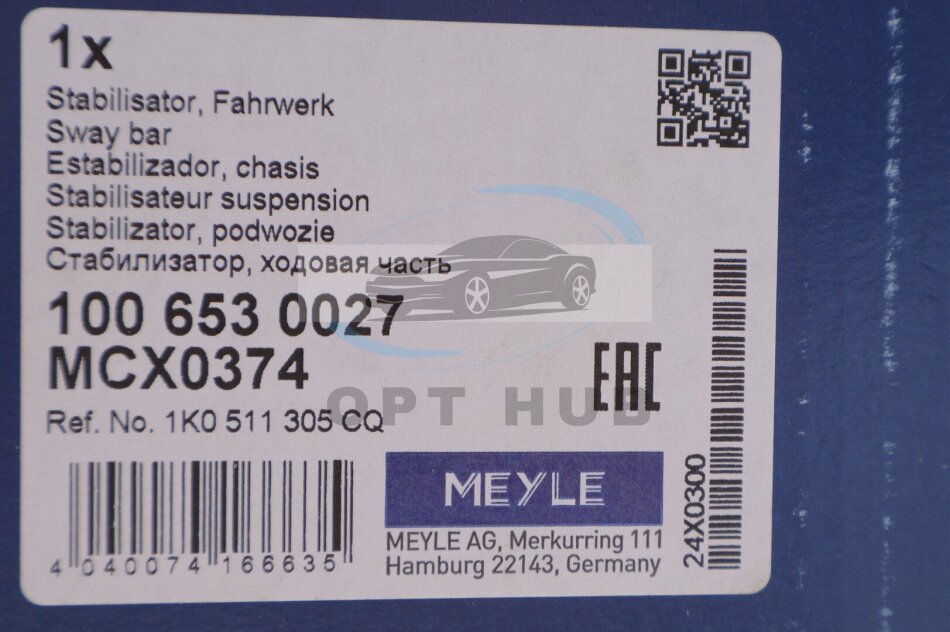 1x
Stabilisator, Fahrwerk
Sway bar
Estabilizador, chasis
Stabilisateur suspension
Stabilizator, podwozie
Стабилизатор, ходовая часть
100 653 0027
MCX0374
Ref. No. 1K0 511 305 CQ
EAC
OPT HUB
MEYLE
MEYLE AG, Merkurring 111
Hamburg 22143, Germany
4 040074 166635
24X0300